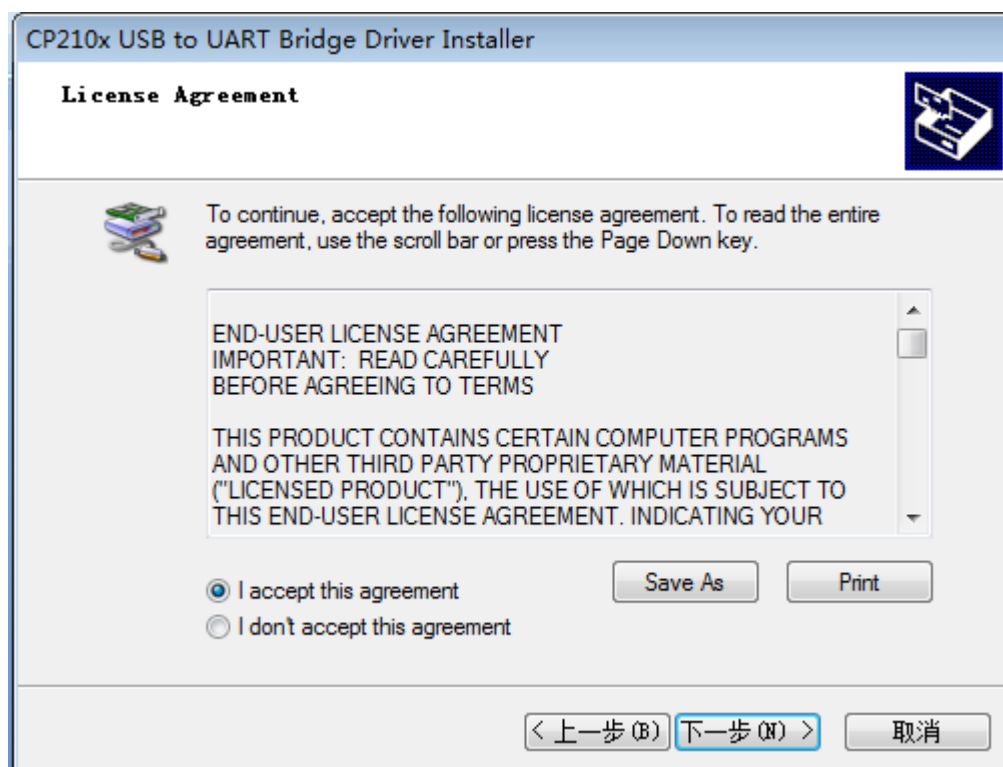 CP210x USB to UART Bridge Driver Installer
License Agreement
To continue, accept the following license agreement. To read the entire
agreement, use the scroll bar or press the Page Down key.
END-USER LICENSE AGREEMENT
IMPORTANT:  READ CAREFULLY
BEFORE AGREEING TO TERMS
THIS PRODUCT CONTAINS CERTAIN COMPUTER PROGRAMS
AND OTHER THIRD PARTY PROPRIETARY MATERIAL
("LICENSED PRODUCT"), THE USE OF WHICH IS SUBJECT TO
THIS END-USER LICENSE AGREEMENT. INDICATING YOUR
I accept this agreement
Save As
Print
I don't accept this agreement
< 上一步(B)
下一步(N) >
取消